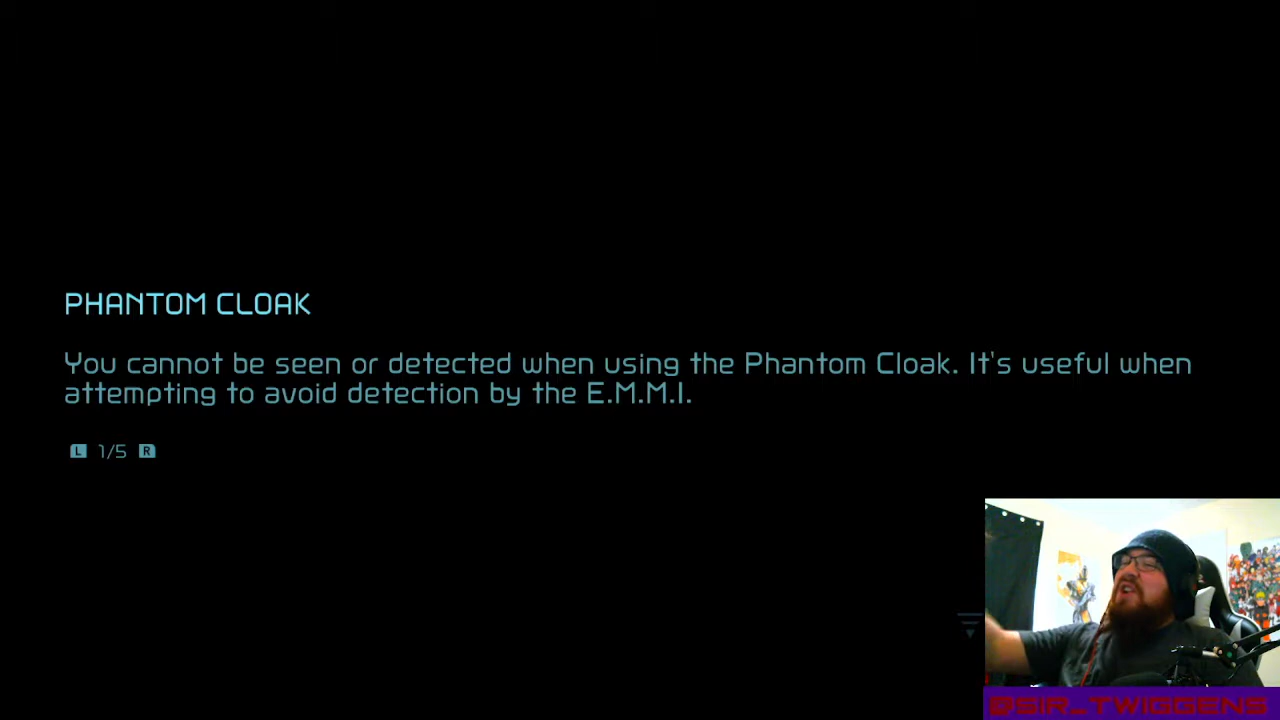 PHANTOM CLOAK
You cannot be seen or detected when using the Phantom Cloak. It's useful when
attempting to avoid detection by the E.M.M.I.
L 1/5 R
@SIR_TWIGGENS